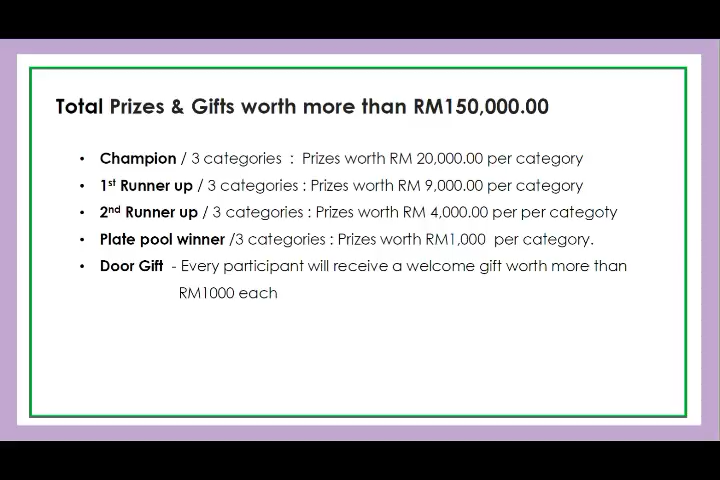 Total Prizes & Gifts worth more than RM150,000.00
• Champion / 3 categories : Prizes worth RM 20,000.00 per category
• 1st Runner up / 3 categories : Prizes worth RM 9,000.00 per category
• 2nd Runner up / 3 categories : Prizes worth RM 4,000.00 per per categoty
• Plate pool winner /3 categories : Prizes worth RM1,000 per category.
• Door Gift - Every participant will receive a welcome gift worth more than
RM1000 each